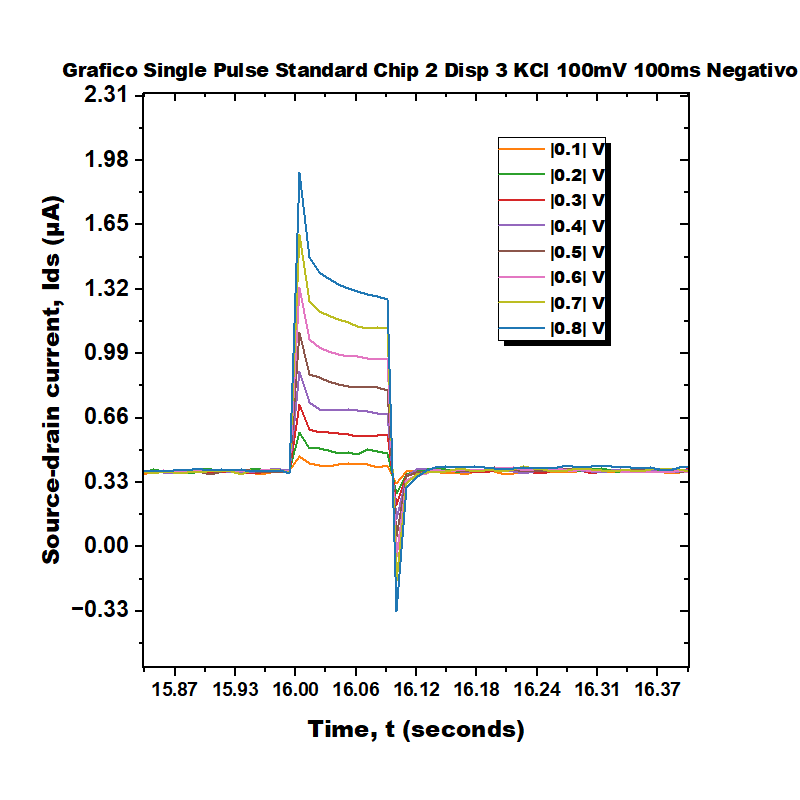 Grafico Single Pulse Standard Chip 2 Disp 3 KCl 100mV 100ms Negativo
2.31
1.98
1.65
1.32
0.99
0.66
0.33
0.00
−0.33
Source-drain current, Ids (µA)
|0.1| V
|0.2| V
|0.3| V
|0.4| V
|0.5| V
|0.6| V
|0.7| V
|0.8| V
15.87 15.93 16.00 16.06 16.12 16.18 16.24 16.31 16.37
Time, t (seconds)